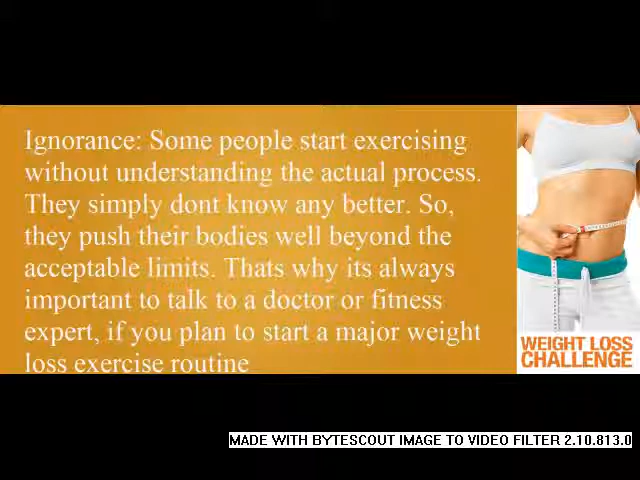 Ignorance: Some people start exercising
without understanding the actual process.
They simply dont know any better. So,
they push their bodies well beyond the
acceptable limits. Thats why its always
important to talk to a doctor or fitness
expert, if you plan to start a major weight
loss exercise routine
WEIGHT LOSS
CHALLENGE
MADE WITH BYTESCOUT IMAGE TO VIDEO FILTER 2.10.813.0